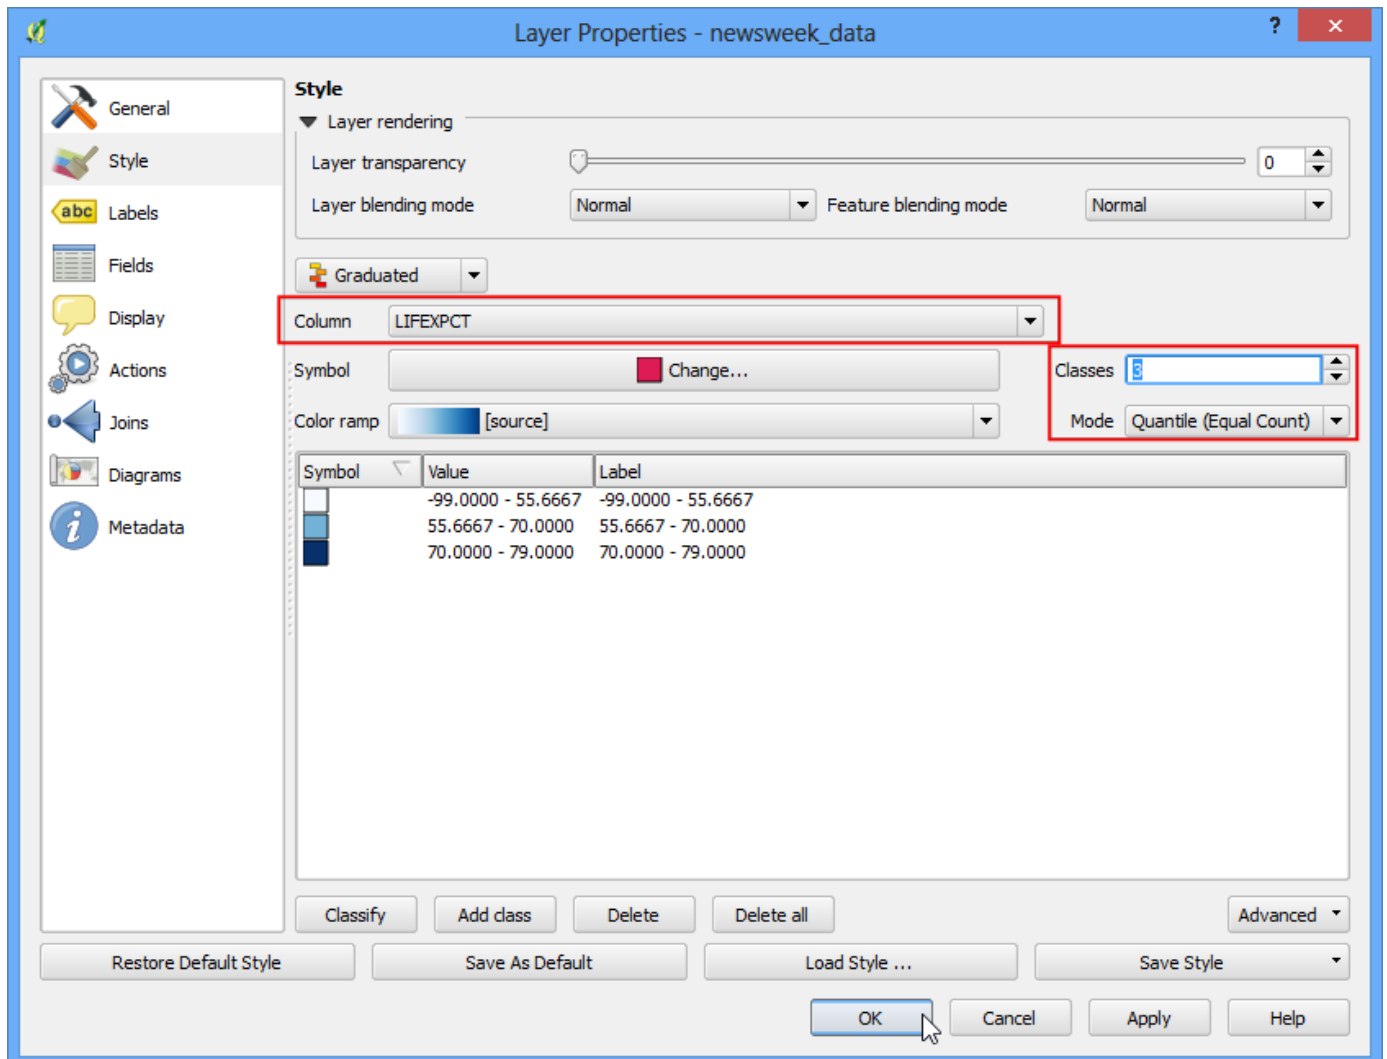 Layer Properties - newsweek_data
?
General
Style
abc Labels
Fields
Display
Actions
Joins
Diagrams
Metadata
Style
Layer rendering
Layer transparency 0
Layer blending mode Normal Feature blending mode Normal
Graduated
Column LIFEXPCT
Symbol Change... Classes 3
Color ramp [source] Mode Quantile (Equal Count)
Symbol Value Label
-99.0000 - 55.6667 -99.0000 - 55.6667
55.6667 - 70.0000 55.6667 - 70.0000
70.0000 - 79.0000 70.0000 - 79.0000
Classify Add class Delete Delete all Advanced
Restore Default Style Save As Default Load Style ... Save Style
OK Cancel Apply Help